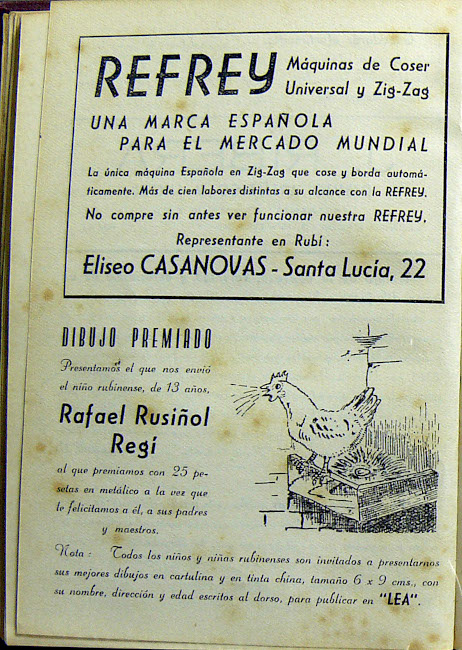 REFREY Máquinas de Coser
Universal y Zig-Zag
UNA MARCA ESPAÑOLA
PARA EL MERCADO MUNDIAL
La única máquina Española en Zig-Zag que cose y borda automá-
ticamente. Más de cien labores distintas a su alcance con la REFREY.
No compre sin antes ver funcionar nuestra REFREY.
Representante en Rubí:
Eliseo CASANOVAS - Santa Lucía, 22
DIBUJO PREMIADO
Presentamos el que nos envió
el niño rubinense, de 13 años,
Rafael Rusiñol
Regí
al que premiamos con 25 pe-
setas en metálico a la vez que
le felicitamos a él, a sus padres
y maestros.
Nota: Todos los niños y niñas rubinenses son invitados a presentarnos
sus mejores dibujos en cartulina y en tinta china, tamaño 6 x 9 cms., con
su nombre, dirección y edad escritos al dorso, para publicar en "LEA".